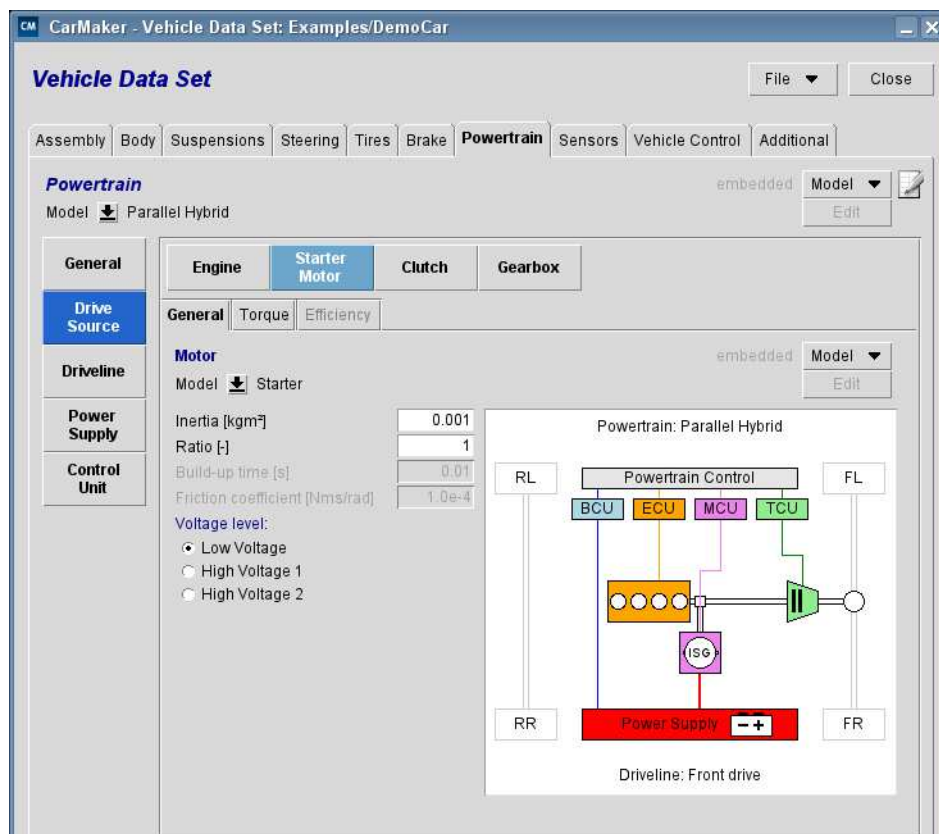 CM CarMaker - Vehicle Data Set: Examples/DemoCar
Vehicle Data Set
File
Close
Assembly Body Suspensions Steering Tires Brake Powertrain Sensors Vehicle Control Additional
Powertrain
embedded
Model
Model Parallel Hybrid
Edit
General
Drive
Source
Driveline
Power
Supply
Control
Unit
Engine
Starter
Motor
Clutch
Gearbox
General Torque Efficiency
Motor
embedded
Model
Model Starter
Edit
Inertia [kgm²] 0.001
Ratio [-] 1
Build-up time [s] 0.01
Friction coefficient [Nms/rad] 1.0e-4
Voltage level:
Low Voltage
High Voltage 1
High Voltage 2
Powertrain: Parallel Hybrid
RL Powertrain Control FL
BCU ECU MCU TCU
ISG
RR Power Supply - + FR
Driveline: Front drive